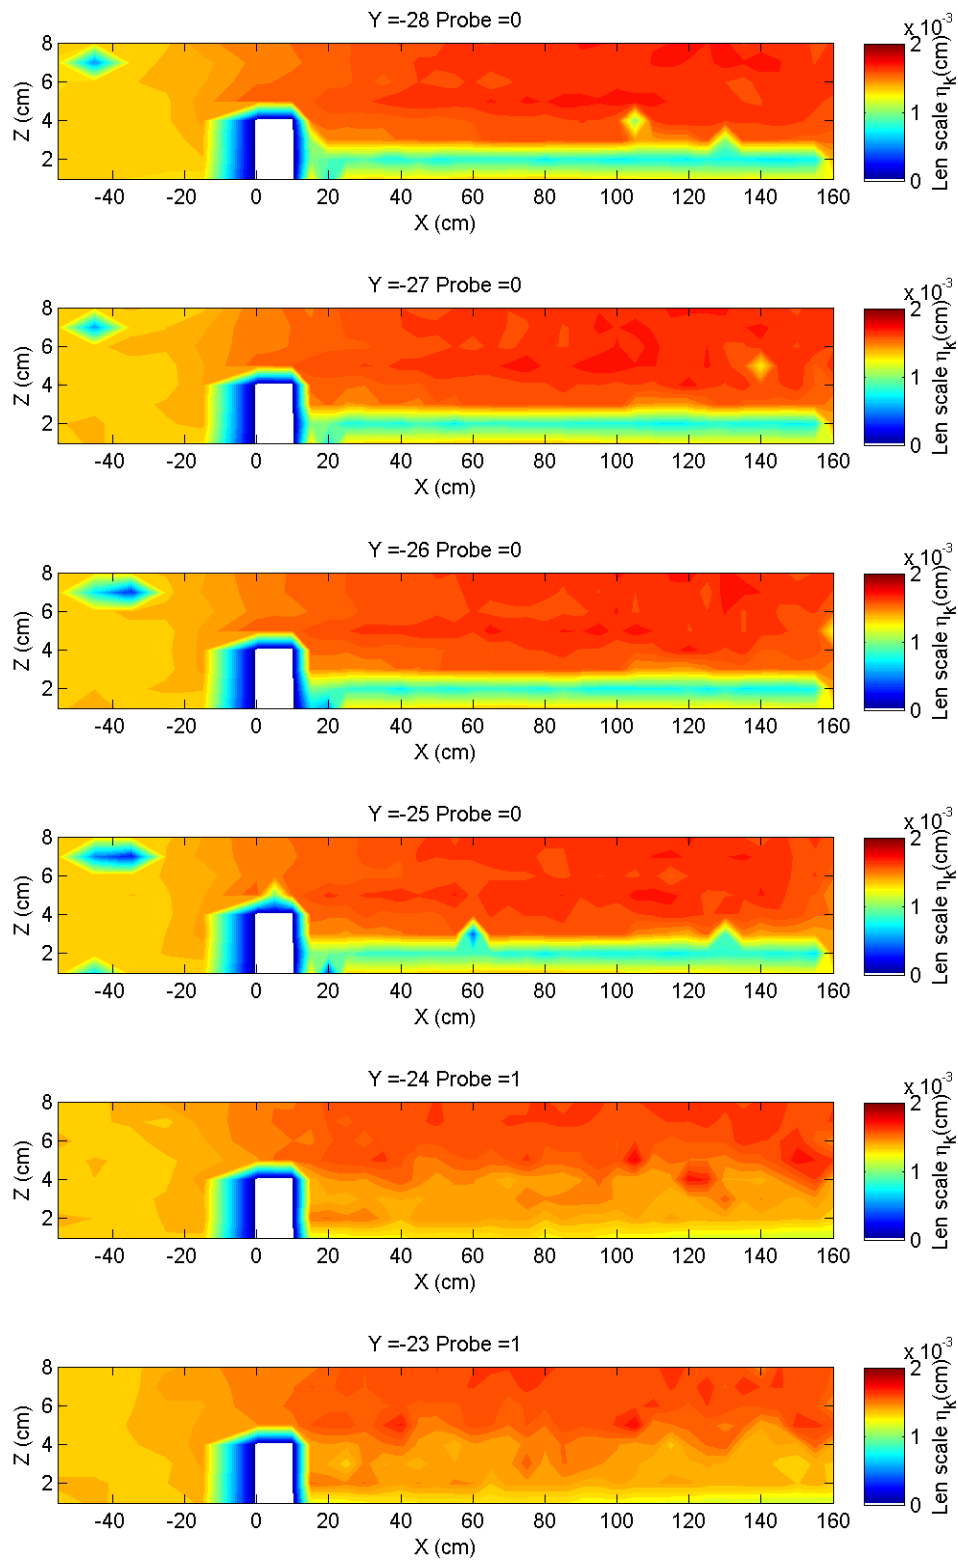 Y =-28 Probe =0
x 10-3
8
6
4
2
Z (cm)
-40 -20 0 20 40 60 80 100 120 140 160
X (cm)
2
1
0
Len scale ηk(cm)
Y =-27 Probe =0
x 10-3
8
6
4
2
Z (cm)
-40 -20 0 20 40 60 80 100 120 140 160
X (cm)
2
1
0
Len scale ηk(cm)
Y =-26 Probe =0
x 10-3
8
6
4
2
Z (cm)
-40 -20 0 20 40 60 80 100 120 140 160
X (cm)
2
1
0
Len scale ηk(cm)
Y =-25 Probe =0
x 10-3
8
6
4
2
Z (cm)
-40 -20 0 20 40 60 80 100 120 140 160
X (cm)
2
1
0
Len scale ηk(cm)
Y =-24 Probe =1
x 10-3
8
6
4
2
Z (cm)
-40 -20 0 20 40 60 80 100 120 140 160
X (cm)
2
1
0
Len scale ηk(cm)
Y =-23 Probe =1
x 10-3
8
6
4
2
Z (cm)
-40 -20 0 20 40 60 80 100 120 140 160
X (cm)
2
1
0
Len scale ηk(cm)